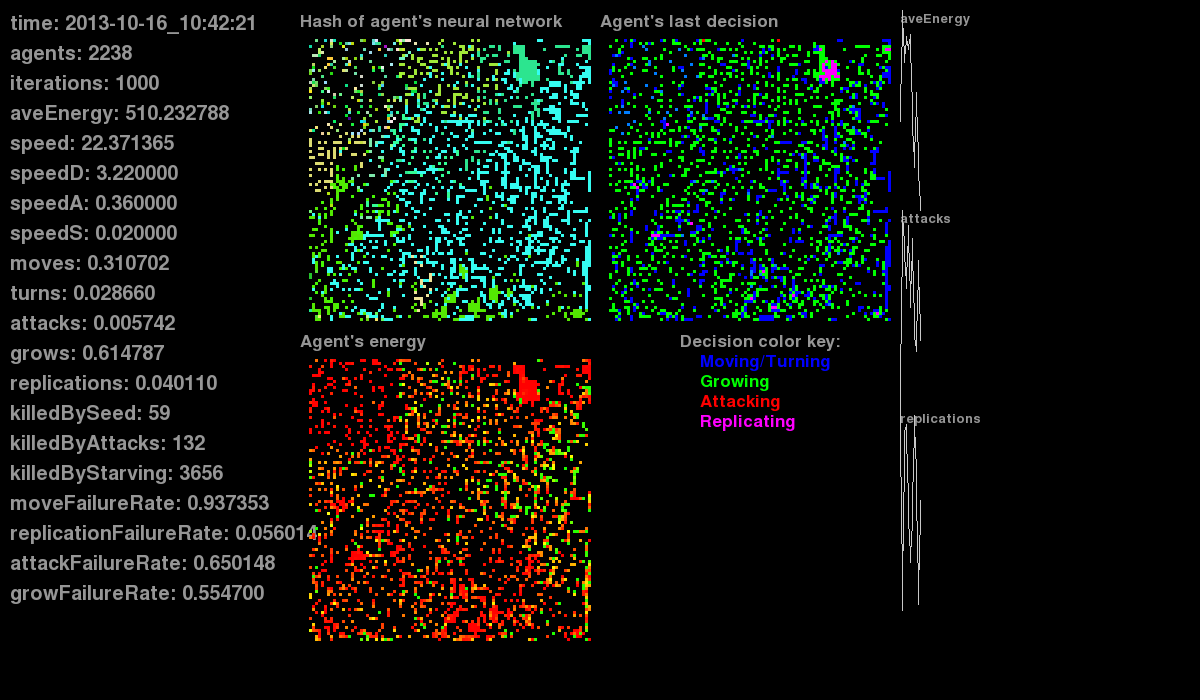 time: 2013-10-16_10:42:21
agents: 2238
iterations: 1000
aveEnergy: 510.232788
speed: 22.371365
speedD: 3.220000
speedA: 0.360000
speedS: 0.020000
moves: 0.310702
turns: 0.028660
attacks: 0.005742
grows: 0.614787
replications: 0.040110
killedBySeed: 59
killedByAttacks: 132
killedByStarving: 3656
moveFailureRate: 0.937353
replicationFailureRate: 0.056014
attackFailureRate: 0.650148
growFailureRate: 0.554700
Hash of agent's neural network
Agent's last decision
Agent's energy
Decision color key:
Moving/Turning
Growing
Attacking
Replicating
aveEnergy
attacks
replications